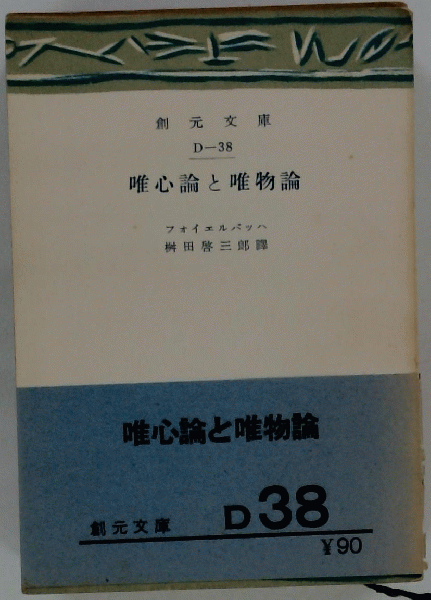 創元文庫
D—38
唯心論と唯物論
フォイエルバッハ
桝田啓三郎譯
唯心論と唯物論
創元文庫 D38
¥90